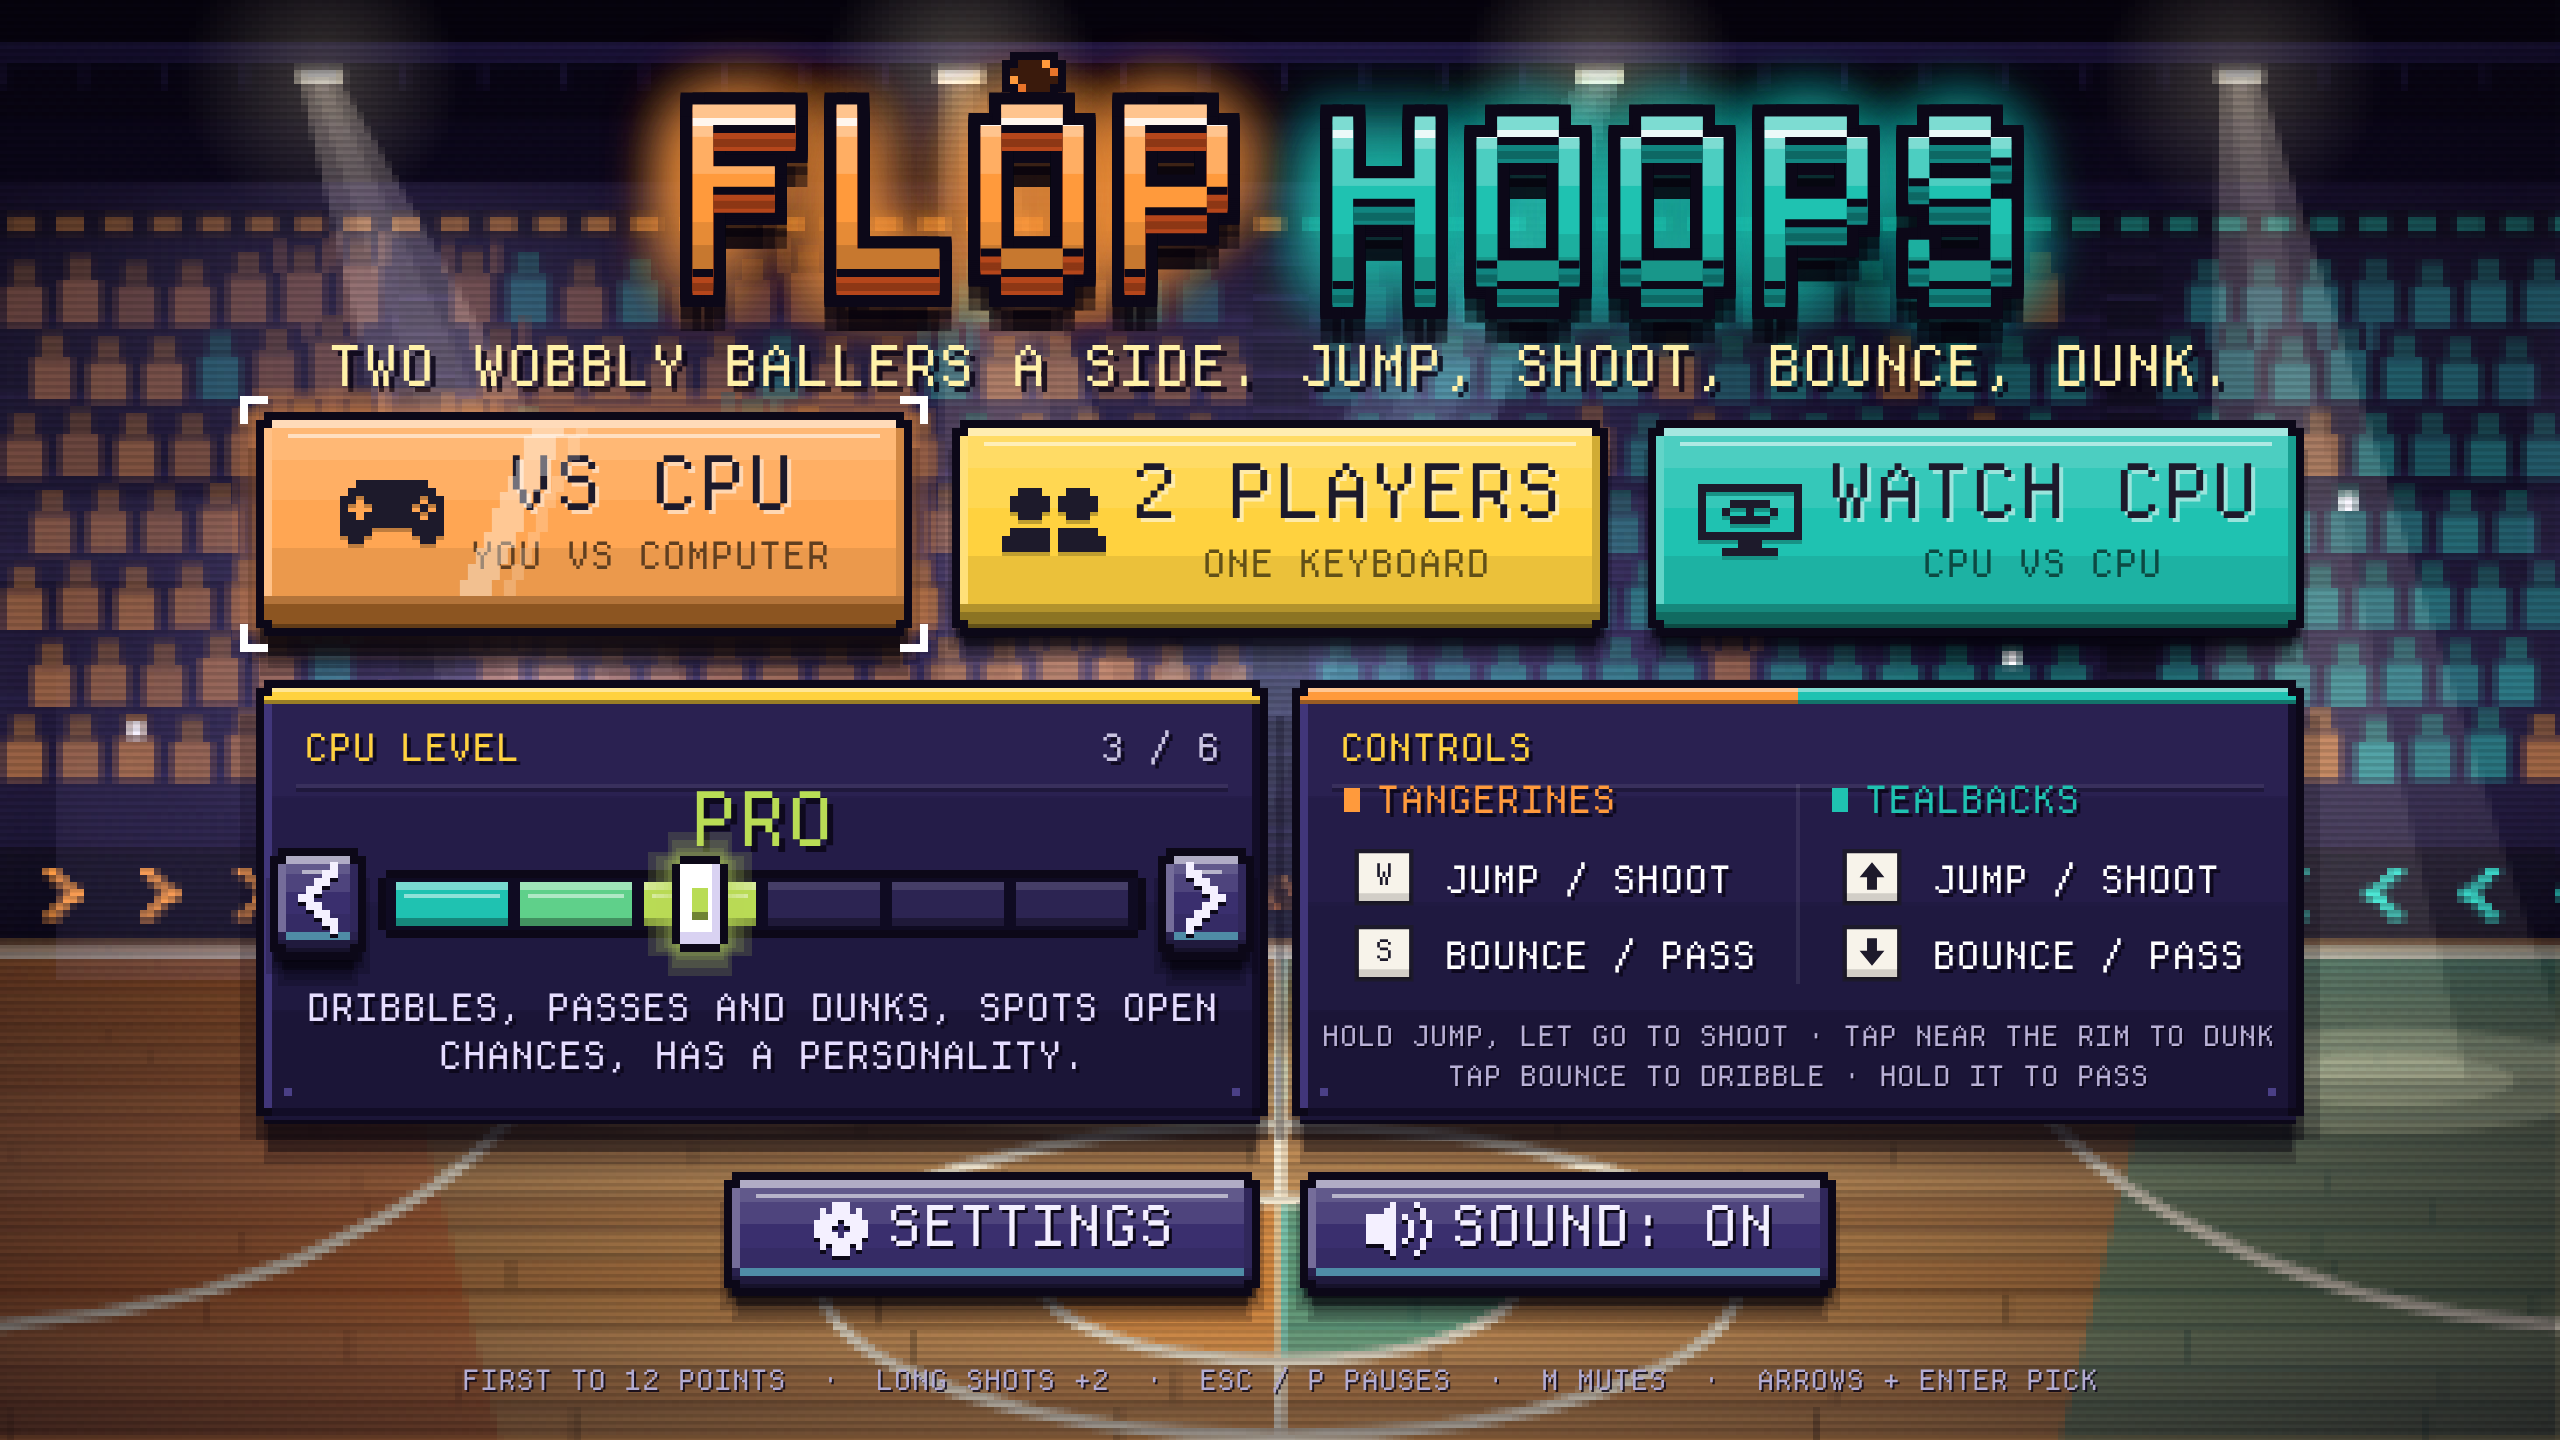 FLOP HOOPS
TWO WOBBLY BALLERS A SIDE. JUMP, SHOOT, BOUNCE, DUNK.
VS CPU
YOU VS COMPUTER
2 PLAYERS
ONE KEYBOARD
WATCH CPU
CPU VS CPU
CPU LEVEL
3 / 6
PRO
DRIBBLES, PASSES AND DUNKS, SPOTS OPEN
CHANCES, HAS A PERSONALITY.
CONTROLS
TANGERINES
W JUMP / SHOOT
S BOUNCE / PASS
TEALBACKS
JUMP / SHOOT
BOUNCE / PASS
HOLD JUMP, LET GO TO SHOOT · TAP NEAR THE RIM TO DUNK
TAP BOUNCE TO DRIBBLE · HOLD IT TO PASS
SETTINGS
SOUND: ON
FIRST TO 12 POINTS · LONG SHOTS +2 · ESC / P PAUSES · M MUTES · ARROWS + ENTER PICK